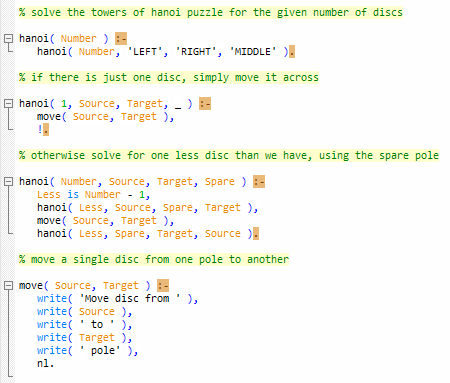 % solve the towers of hanoi puzzle for the given number of discs
hanoi( Number ) :-
hanoi( Number, 'LEFT', 'RIGHT', 'MIDDLE' ).
% if there is just one disc, simply move it across
hanoi( 1, Source, Target, _ ) :-
move( Source, Target ),
!.
% otherwise solve for one less disc than we have, using the spare pole
hanoi( Number, Source, Target, Spare ) :-
Less is Number - 1,
hanoi( Less, Source, Spare, Target ),
move( Source, Target ),
hanoi( Less, Spare, Target, Source ).
% move a single disc from one pole to another
move( Source, Target ) :-
write( 'Move disc from ' ),
write( Source ),
write( ' to ' ),
write( Target ),
write( ' pole' ),
nl.